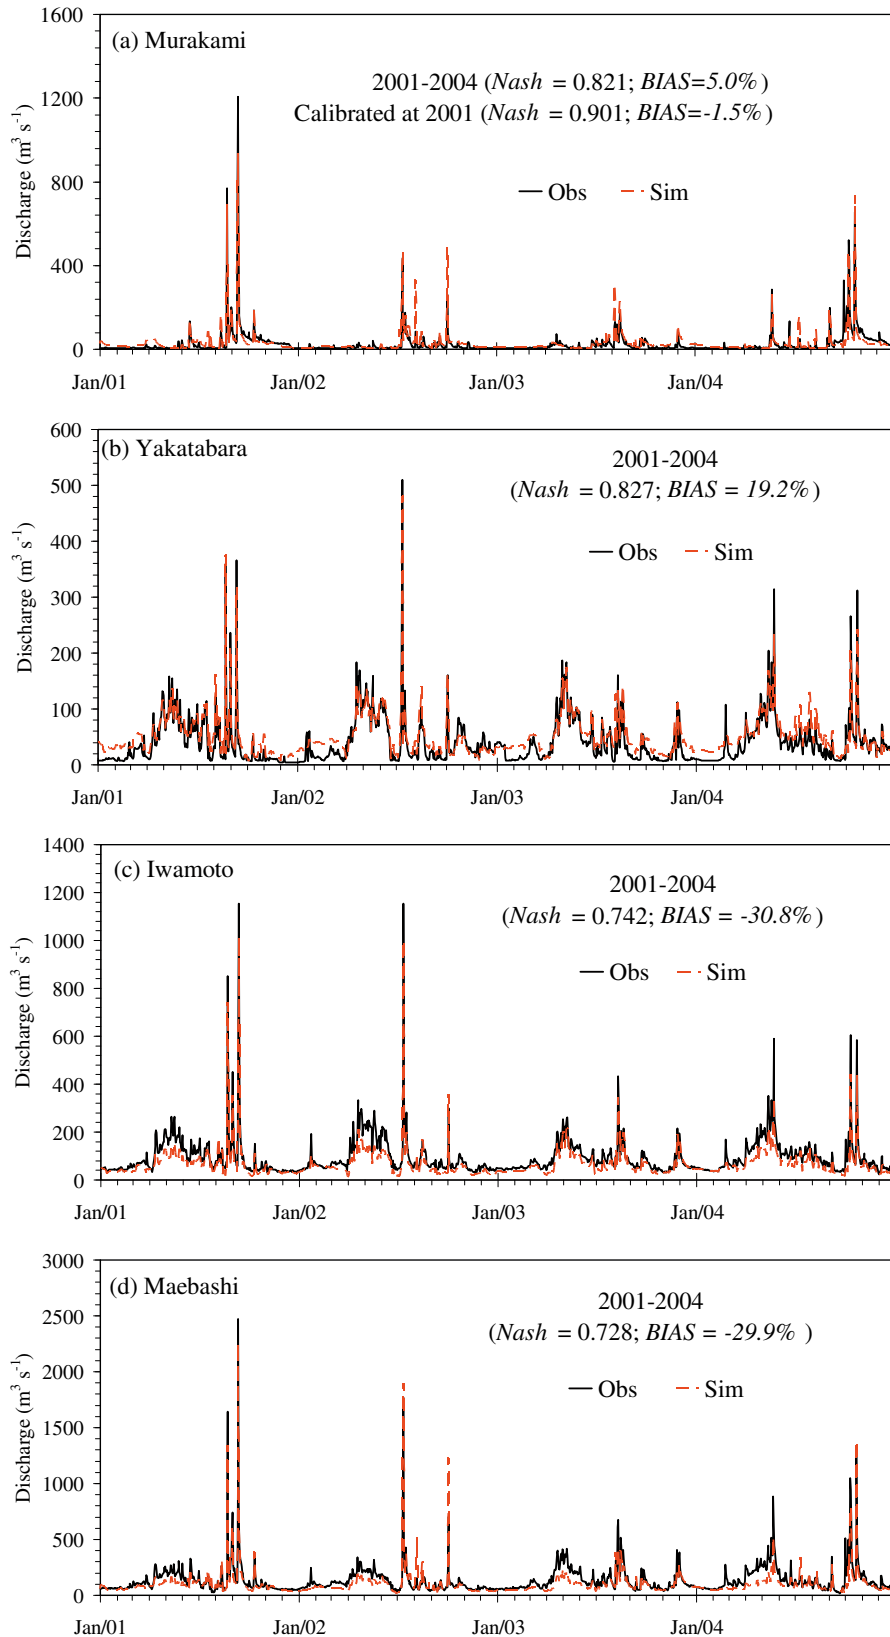 (a) Murakami
2001-2004 (Nash = 0.821; BIAS=5.0%)
Calibrated at 2001 (Nash = 0.901; BIAS=-1.5%)
Obs Sim
Discharge (m³ s⁻¹)
1600
1200
800
400
0
Jan/01 Jan/02 Jan/03 Jan/04
(b) Yakatabara
2001-2004
(Nash = 0.827; BIAS = 19.2%)
Obs Sim
Discharge (m³ s⁻¹)
600
500
400
300
200
100
0
Jan/01 Jan/02 Jan/03 Jan/04
(c) Iwamoto
2001-2004
(Nash = 0.742; BIAS = -30.8%)
Obs Sim
Discharge (m³ s⁻¹)
1400
1200
1000
800
600
400
200
0
Jan/01 Jan/02 Jan/03 Jan/04
(d) Maebashi
2001-2004
(Nash = 0.728; BIAS = -29.9% )
Obs Sim
Discharge (m³ s⁻¹)
3000
2500
2000
1500
1000
500
0
Jan/01 Jan/02 Jan/03 Jan/04